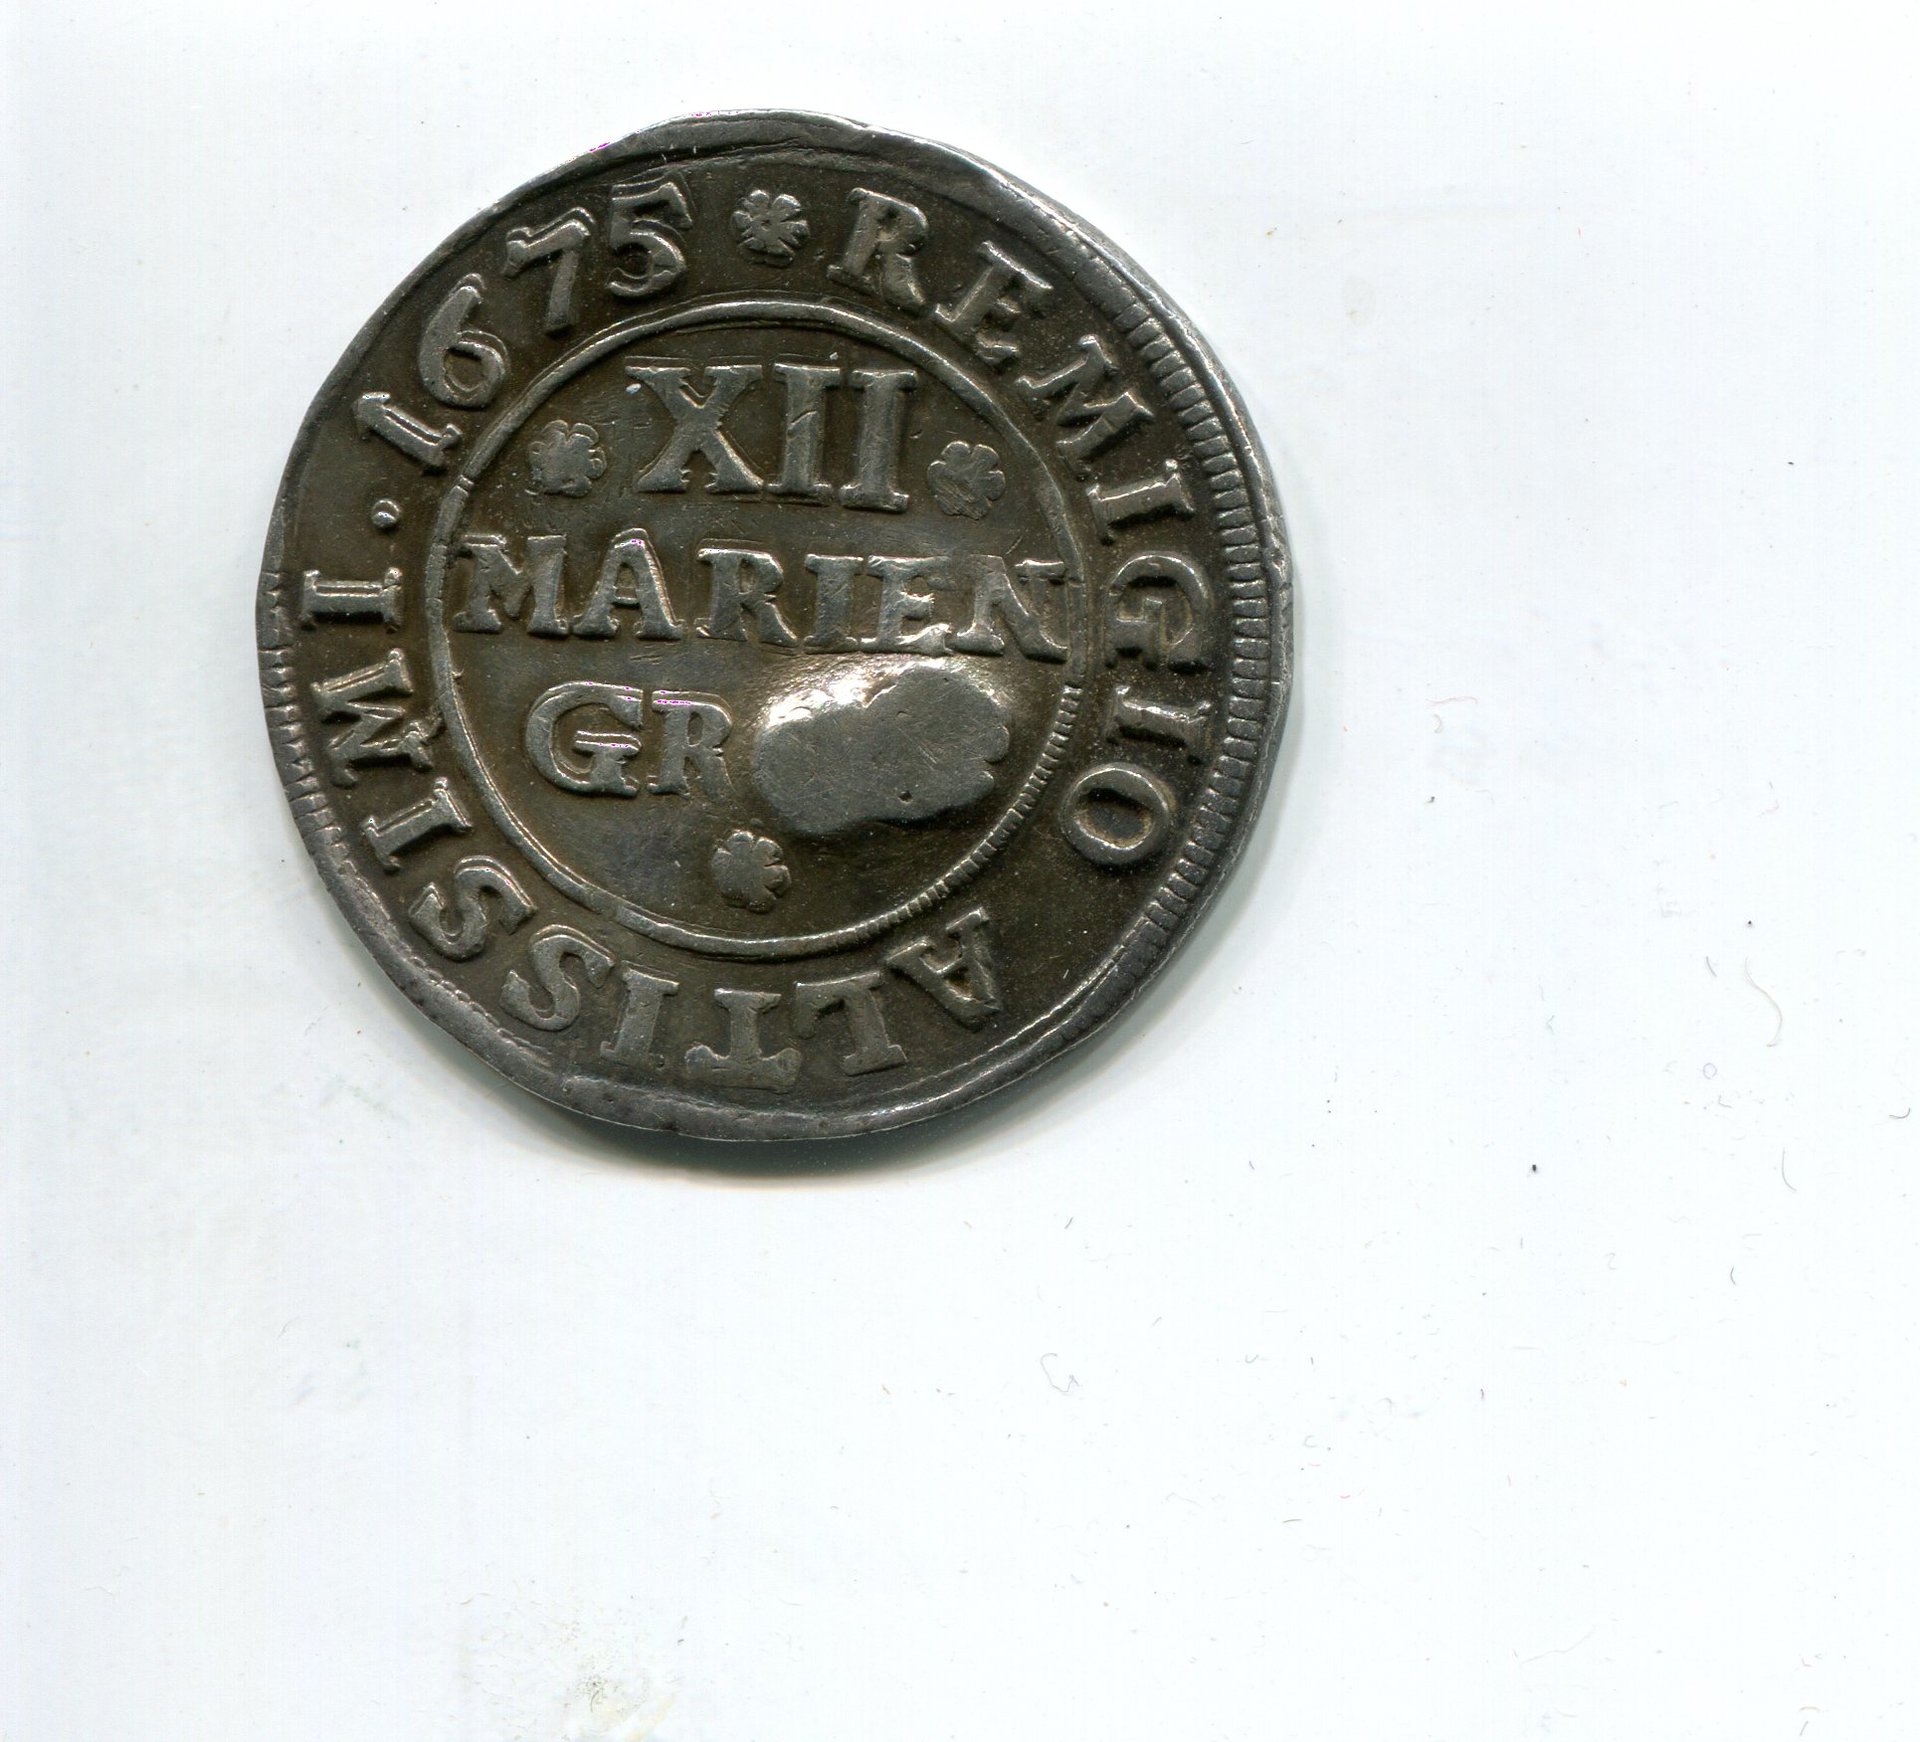 REMIGIO ALTISSIMI . 1675
XII
MARIEN
GR